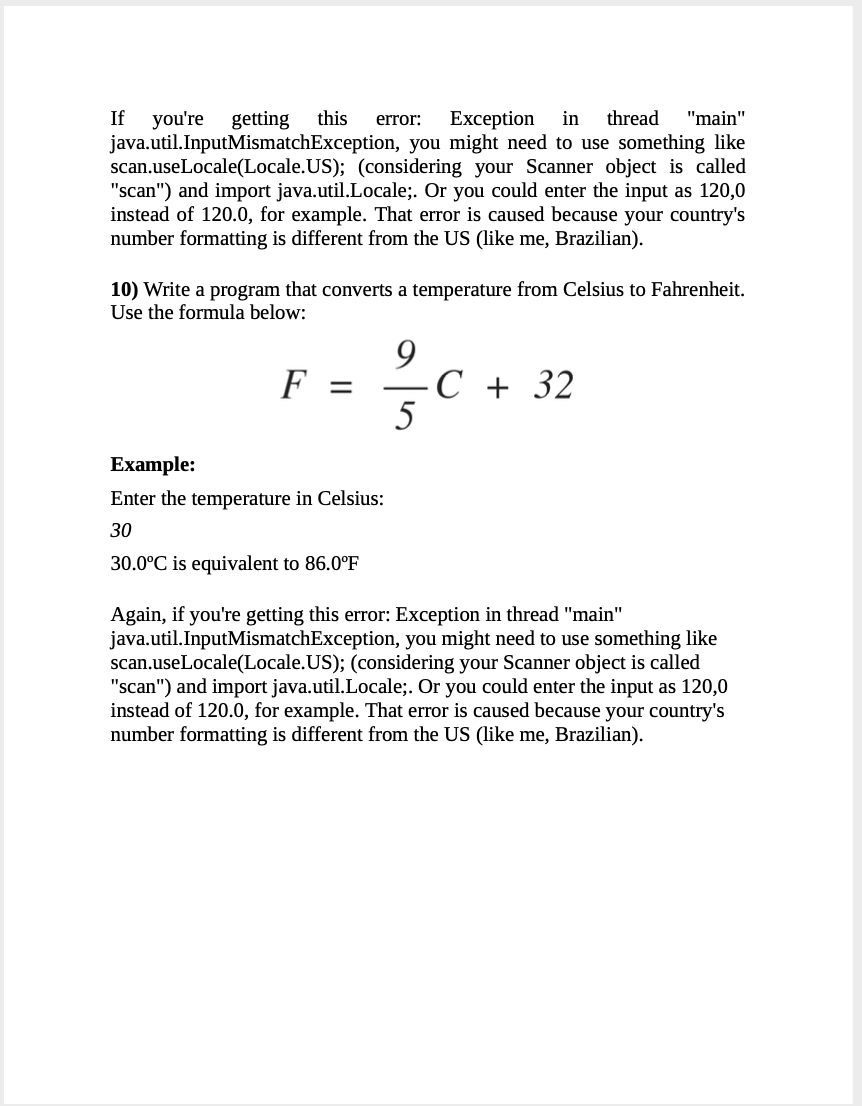 If you're getting this error: Exception in thread "main"
java.util.InputMismatchException, you might need to use something like
scan.useLocale(Locale.US); (considering your Scanner object is called
"scan") and import java.util.Locale;. Or you could enter the input as 120,0
instead of 120.0, for example. That error is caused because your country's
number formatting is different from the US (like me, Brazilian).
10) Write a program that converts a temperature from Celsius to Fahrenheit.
Use the formula below:
F = 9/5 C + 32
Example:
Enter the temperature in Celsius:
30
30.0ºC is equivalent to 86.0ºF
Again, if you're getting this error: Exception in thread "main"
java.util.InputMismatchException, you might need to use something like
scan.useLocale(Locale.US); (considering your Scanner object is called
"scan") and import java.util.Locale;. Or you could enter the input as 120,0
instead of 120.0, for example. That error is caused because your country's
number formatting is different from the US (like me, Brazilian).